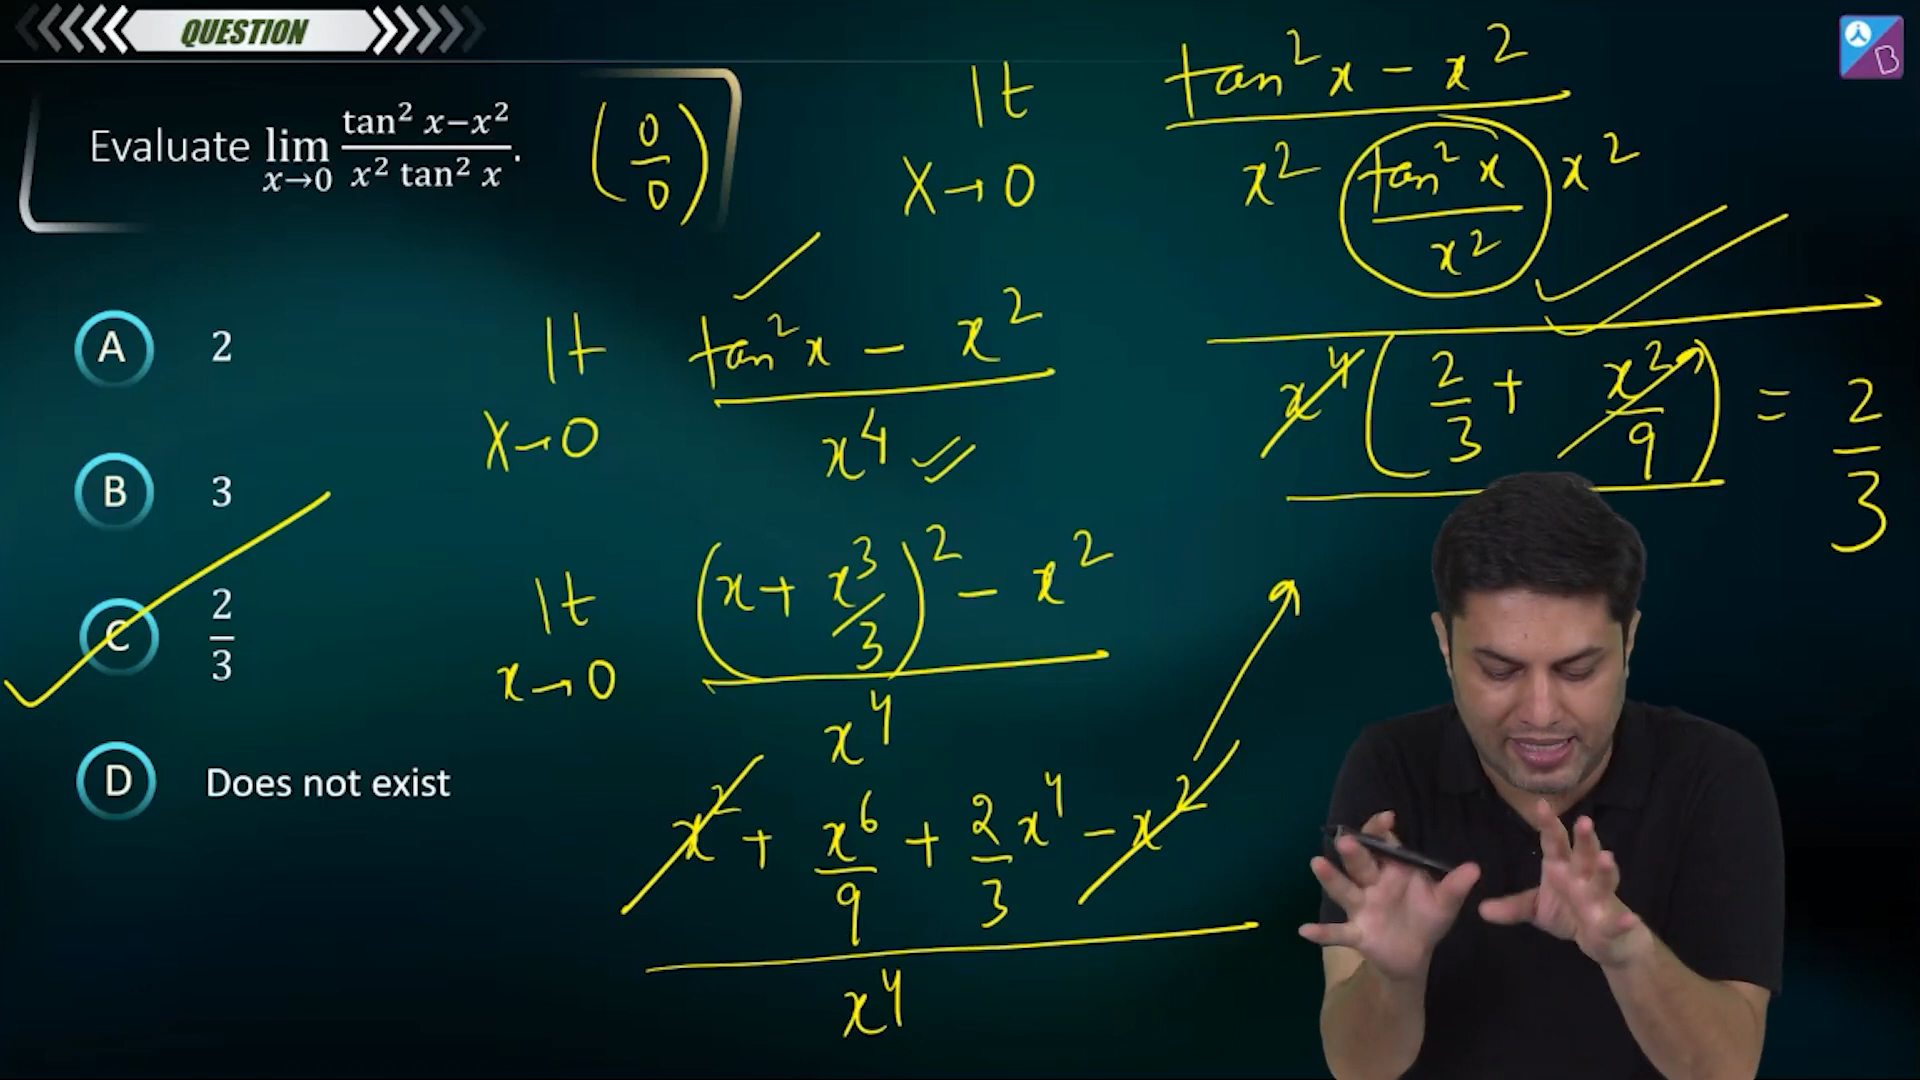 QUESTION
Evaluate lim x→0 (tan² x−x²)/(x² tan² x).
(0/0)
A 2
B 3
C 2/3
D Does not exist
lt x→0 (tan²x − x²)/(x² (tan²x/x²) x²)
lt x→0 (tan²x − x²)/x⁴
lt x→0 ((x + x³/3)² − x²)/x⁴
(x² + x⁶/9 + 2/3 x⁴ − x²)/x⁴
x⁴ (2/3 + x²/9) = 2/3
B